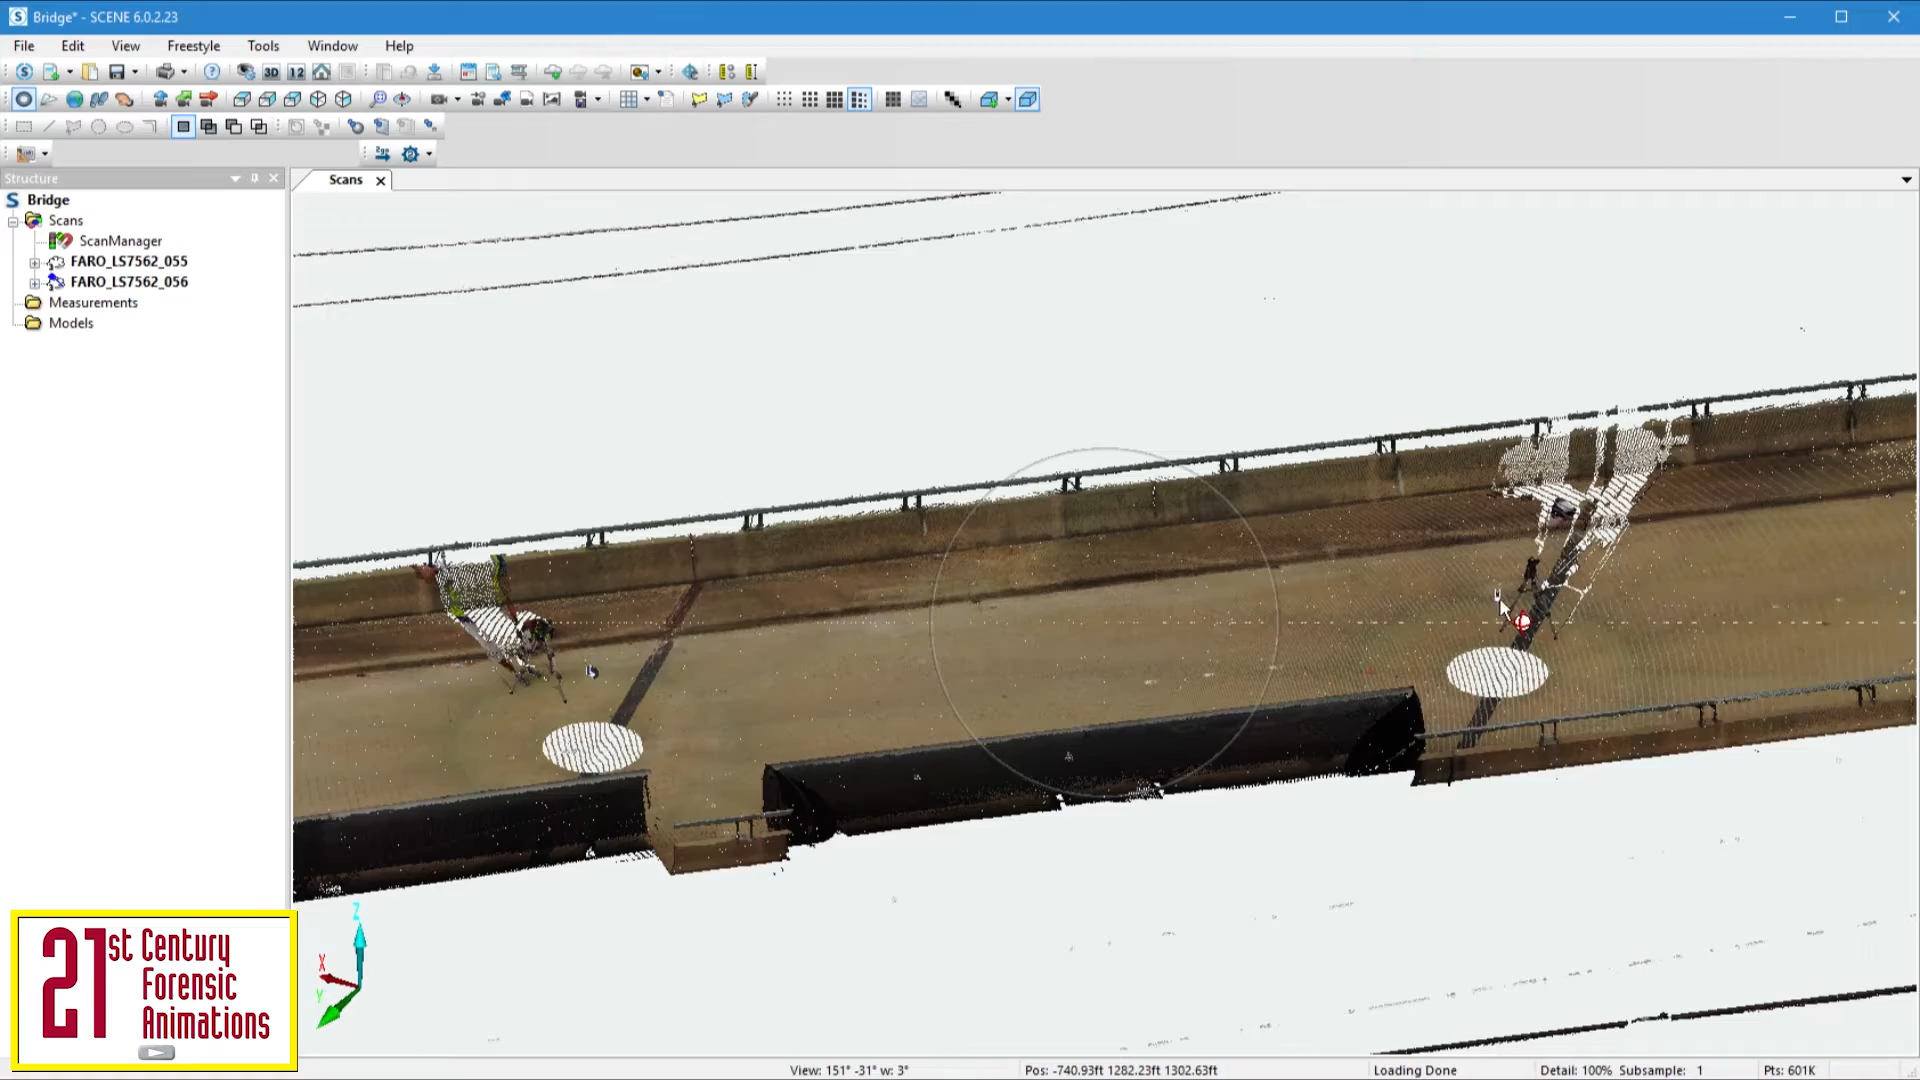 Bridge* - SCENE 6.0.2.23
File Edit View Freestyle Tools Window Help
3D 12
Structure
Scans
Bridge
Scans
ScanManager
FARO_LS7562_055
FARO_LS7562_056
Measurements
Models
Z
X
Y
21st Century
Forensic
Animations
View: 151° -31° w: 3° Pos: -740.93ft 1282.23ft 1302.63ft Loading Done Detail: 100% Subsample: 1 Pts: 601K